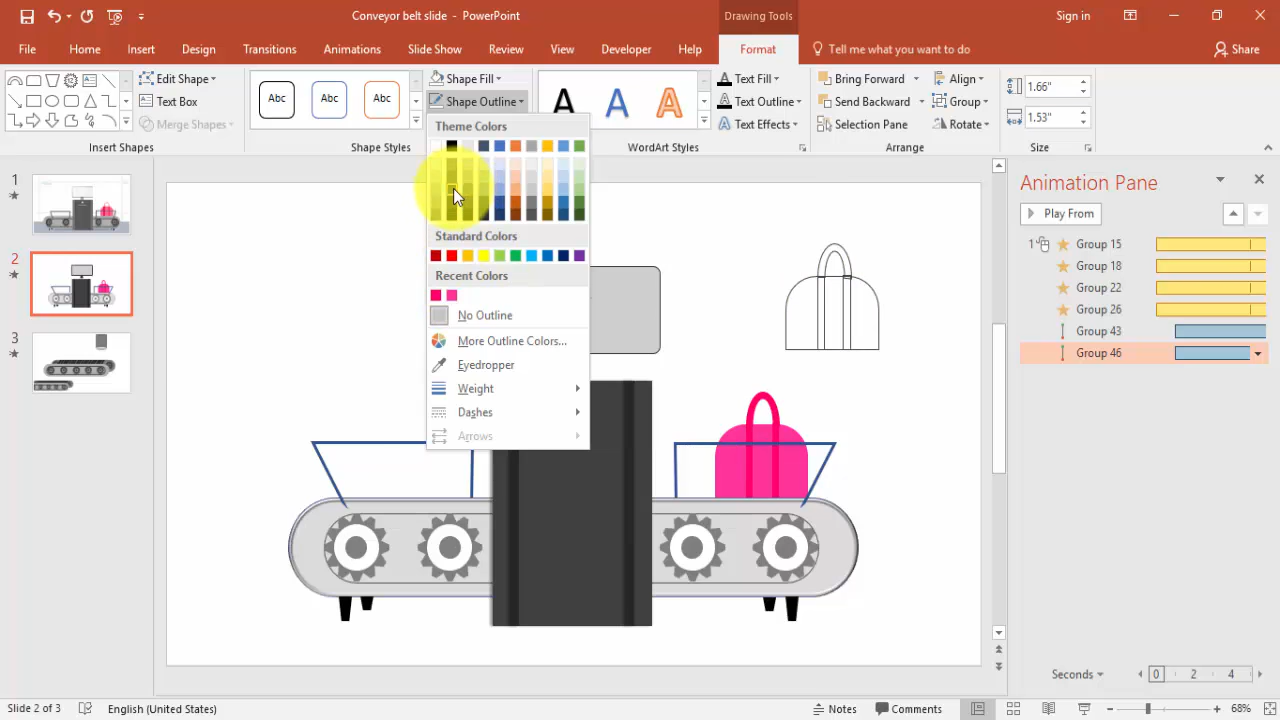 Conveyor belt slide - PowerPoint
Drawing Tools
Sign in
File
Home
Insert
Design
Transitions
Animations
Slide Show
Review
View
Developer
Help
Format
Tell me what you want to do
Share
Edit Shape
Text Box
Merge Shapes
Insert Shapes
Abc
Abc
Abc
Shape Styles
Shape Fill
Shape Outline
A
A
A
WordArt Styles
Text Fill
Text Outline
Text Effects
Bring Forward
Send Backward
Selection Pane
Align
Group
Rotate
Arrange
1.66"
1.53"
Size
Theme Colors
Standard Colors
Recent Colors
No Outline
More Outline Colors...
Eyedropper
Weight
Dashes
Arrows
1
2
3
Animation Pane
Play From
1
Group 15
Group 18
Group 22
Group 26
Group 43
Group 46
Seconds
0
2
4
Slide 2 of 3
English (United States)
Notes
Comments
68%